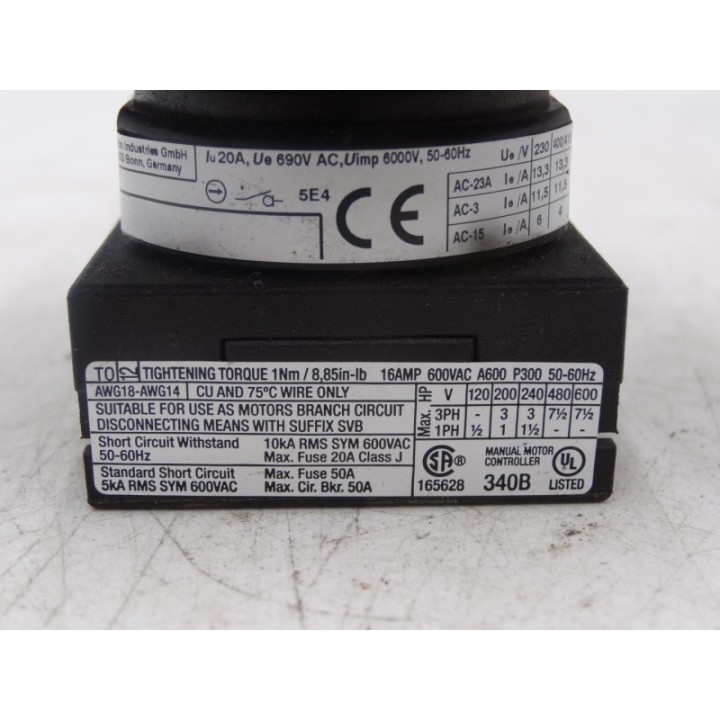 Industries GmbH
Bonn, Germany
Iu 20A, Ue 690V AC, Uimp 6000V, 50-60Hz
5E4
CE
Ue /V 230
AC-23A Ie /A 13,3 13,3
AC-3 Ie /A 11,5 11,5
AC-15 Ie /A 6 4
TO TIGHTENING TORQUE 1Nm / 8,85in-lb 16AMP 600VAC A600 P300 50-60Hz
AWG18-AWG14 CU AND 75°C WIRE ONLY
SUITABLE FOR USE AS MOTORS BRANCH CIRCUIT
DISCONNECTING MEANS WITH SUFFIX SVB
Short Circuit Withstand 10kA RMS SYM 600VAC
50-60Hz Max. Fuse 20A Class J
Standard Short Circuit Max. Fuse 50A
5kA RMS SYM 600VAC Max. Cir. Bkr. 50A
Max. HP V 120 200 240 480 600
3PH - 3 3 7½ 7½
1PH ½ 1 1½ - -
SA ®
165628
MANUAL MOTOR
CONTROLLER
340B
UL
LISTED